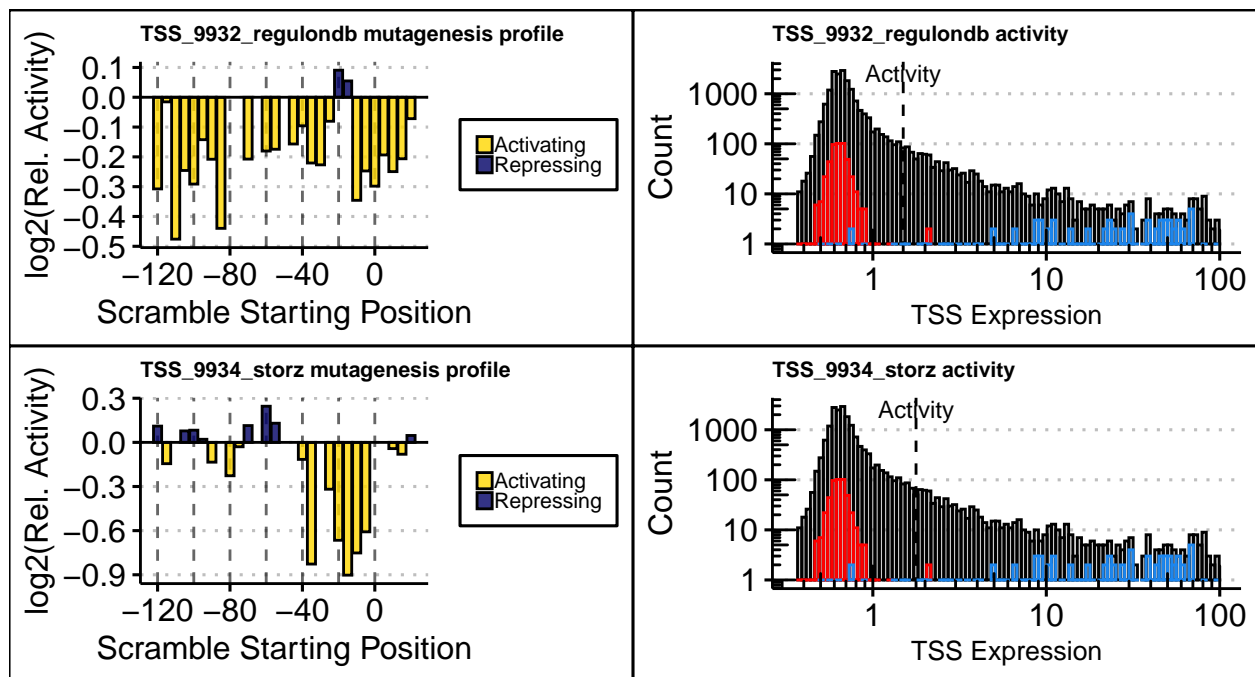 TSS_9932_regulondb mutagenesis profile
log2(Rel. Activity)
0.1
0.0
−0.1
−0.2
−0.3
−0.4
−0.5
−120 −80 −40 0
Scramble Starting Position
Activating
Repressing
TSS_9932_regulondb activity
Activity
Count
1000
100
10
1
1 10 100
TSS Expression
TSS_9934_storz mutagenesis profile
log2(Rel. Activity)
0.3
0.0
−0.3
−0.6
−0.9
−120 −80 −40 0
Scramble Starting Position
Activating
Repressing
TSS_9934_storz activity
Activity
Count
1000
100
10
1
1 10 100
TSS Expression